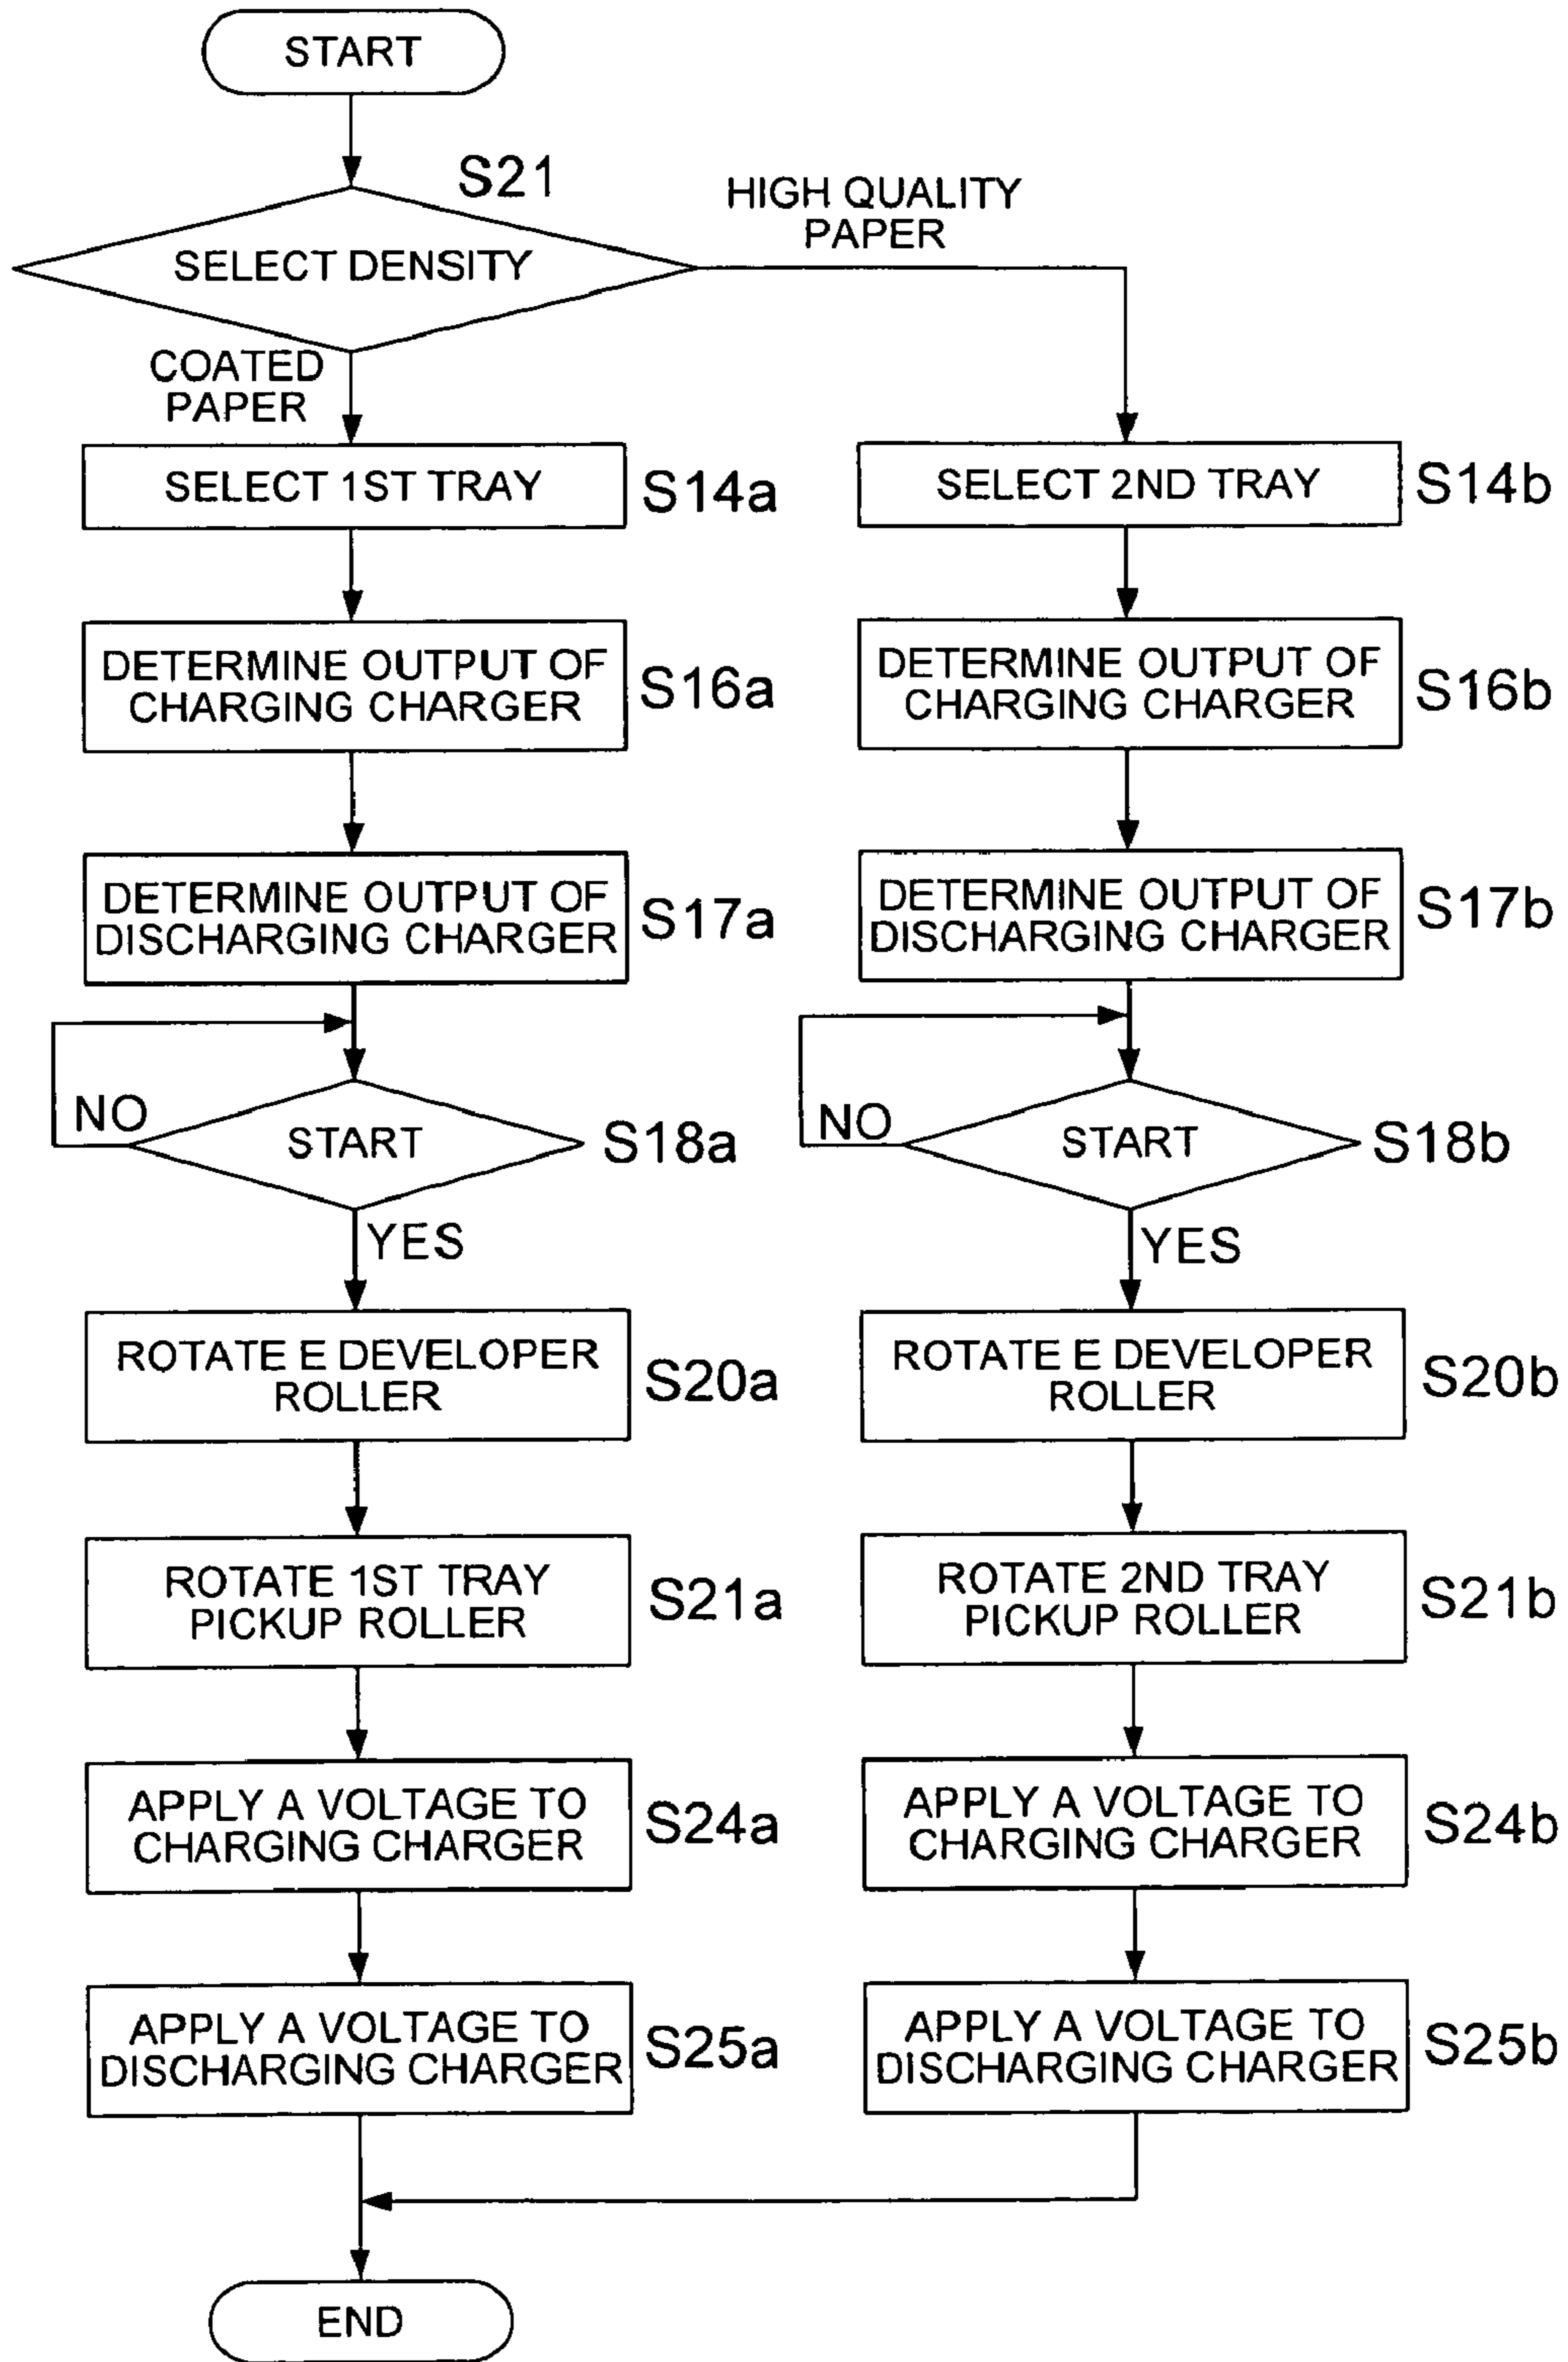 START
S21
SELECT DENSITY
HIGH QUALITY
PAPER
COATED
PAPER
SELECT 1ST TRAY
S14a
SELECT 2ND TRAY
S14b
DETERMINE OUTPUT OF
CHARGING CHARGER
S16a
DETERMINE OUTPUT OF
CHARGING CHARGER
S16b
DETERMINE OUTPUT OF
DISCHARGING CHARGER
S17a
DETERMINE OUTPUT OF
DISCHARGING CHARGER
S17b
NO
START
S18a
NO
START
S18b
YES
YES
ROTATE E DEVELOPER
ROLLER
S20a
ROTATE E DEVELOPER
ROLLER
S20b
ROTATE 1ST TRAY
PICKUP ROLLER
S21a
ROTATE 2ND TRAY
PICKUP ROLLER
S21b
APPLY A VOLTAGE TO
CHARGING CHARGER
S24a
APPLY A VOLTAGE TO
CHARGING CHARGER
S24b
APPLY A VOLTAGE TO
DISCHARGING CHARGER
S25a
APPLY A VOLTAGE TO
DISCHARGING CHARGER
S25b
END